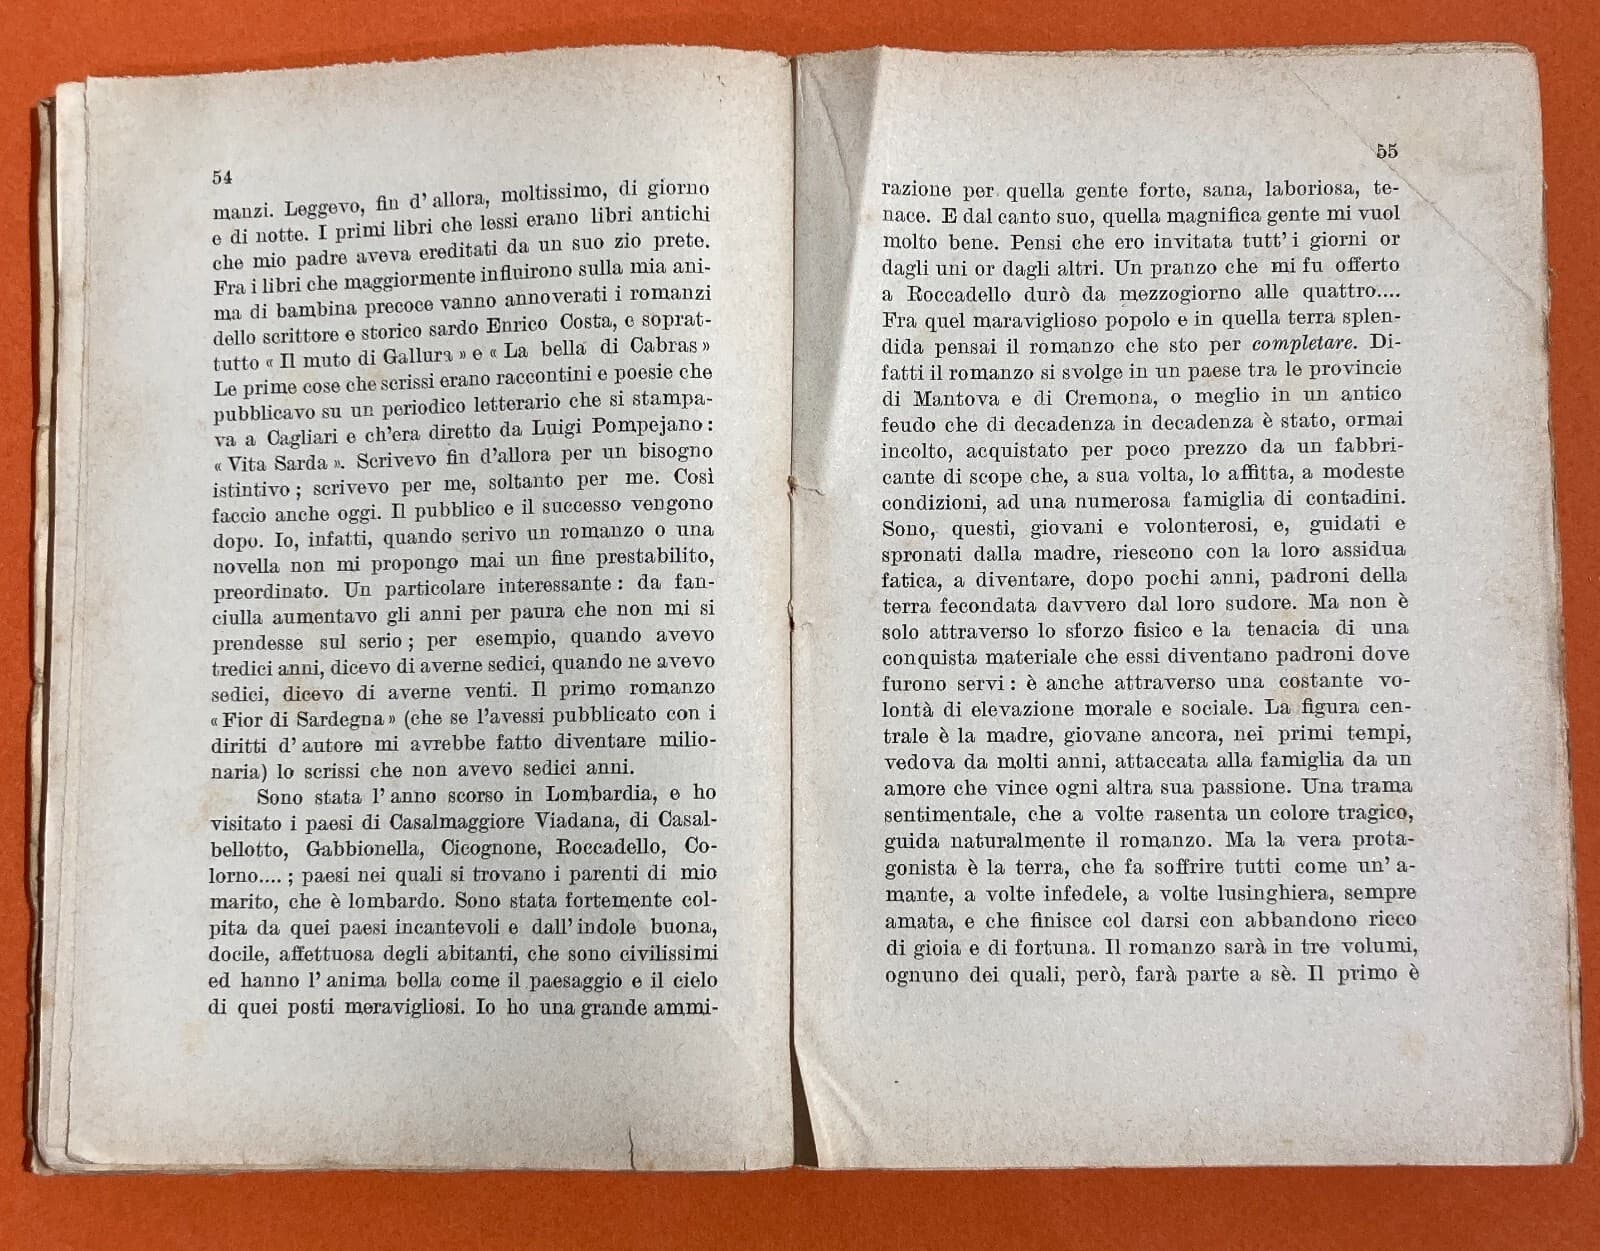 54
manzi. Leggevo, fin d' allora, moltissimo, di giorno
e di notte. I primi libri che lessi erano libri antichi
che mio padre aveva ereditati da un suo zio prete.
Fra i libri che maggiormente influirono sulla mia ani-
ma di bambina precoce vanno annoverati i romanzi
dello scrittore e storico sardo Enrico Costa, e soprat-
tutto « Il muto di Gallura » e « La bella di Cabras »
Le prime cose che scrissi erano raccontini e poesie che
pubblicavo su un periodico letterario che si stampa-
va a Cagliari e ch'era diretto da Luigi Pompejano :
« Vita Sarda ». Scrivevo fin d'allora per un bisogno
istintivo ; scrivevo per me, soltanto per me. Così
faccio anche oggi. Il pubblico e il successo vengono
dopo. Io, infatti, quando scrivo un romanzo o una
novella non mi propongo mai un fine prestabilito,
preordinato. Un particolare interessante : da fan-
ciulla aumentavo gli anni per paura che non mi si
prendesse sul serio ; per esempio, quando avevo
tredici anni, dicevo di averne sedici, quando ne avevo
sedici, dicevo di averne venti. Il primo romanzo
« Fior di Sardegna » (che se l'avessi pubblicato con i
diritti d' autore mi avrebbe fatto diventare milio-
naria) lo scrissi che non avevo sedici anni.
Sono stata l' anno scorso in Lombardia, e ho
visitato i paesi di Casalmaggiore Viadana, di Casal-
bellotto, Gabbionella, Cicognone, Roccadello, Co-
lorno.... ; paesi nei quali si trovano i parenti di mio
marito, che è lombardo. Sono stata fortemente col-
pita da quei paesi incantevoli e dall' indole buona,
docile, affettuosa degli abitanti, che sono civilissimi
ed hanno l' anima bella come il paesaggio e il cielo
di quei posti meravigliosi. Io ho una grande ammi-
55
razione per quella gente forte, sana, laboriosa, te-
nace. E dal canto suo, quella magnifica gente mi vuol
molto bene. Pensi che ero invitata tutt' i giorni or
dagli uni or dagli altri. Un pranzo che mi fu offerto
a Roccadello durò da mezzogiorno alle quattro....
Fra quel maraviglioso popolo e in quella terra splen-
dida pensai il romanzo che sto per completare. Di-
fatti il romanzo si svolge in un paese tra le provincie
di Mantova e di Cremona, o meglio in un antico
feudo che di decadenza in decadenza è stato, ormai
incolto, acquistato per poco prezzo da un fabbri-
cante di scope che, a sua volta, lo affitta, a modeste
condizioni, ad una numerosa famiglia di contadini.
Sono, questi, giovani e volonterosi, e, guidati e
spronati dalla madre, riescono con la loro assidua
fatica, a diventare, dopo pochi anni, padroni della
terra fecondata davvero dal loro sudore. Ma non è
solo attraverso lo sforzo fisico e la tenacia di una
conquista materiale che essi diventano padroni dove
furono servi : è anche attraverso una costante vo-
lontà di elevazione morale e sociale. La figura cen-
trale è la madre, giovane ancora, nei primi tempi,
vedova da molti anni, attaccata alla famiglia da un
amore che vince ogni altra sua passione. Una trama
sentimentale, che a volte rasenta un colore tragico,
guida naturalmente il romanzo. Ma la vera prota-
gonista è la terra, che fa soffrire tutti come un' a-
mante, a volte infedele, a volte lusinghiera, sempre
amata, e che finisce col darsi con abbandono ricco
di gioia e di fortuna. Il romanzo sarà in tre volumi,
ognuno dei quali, però, farà parte a sè. Il primo è